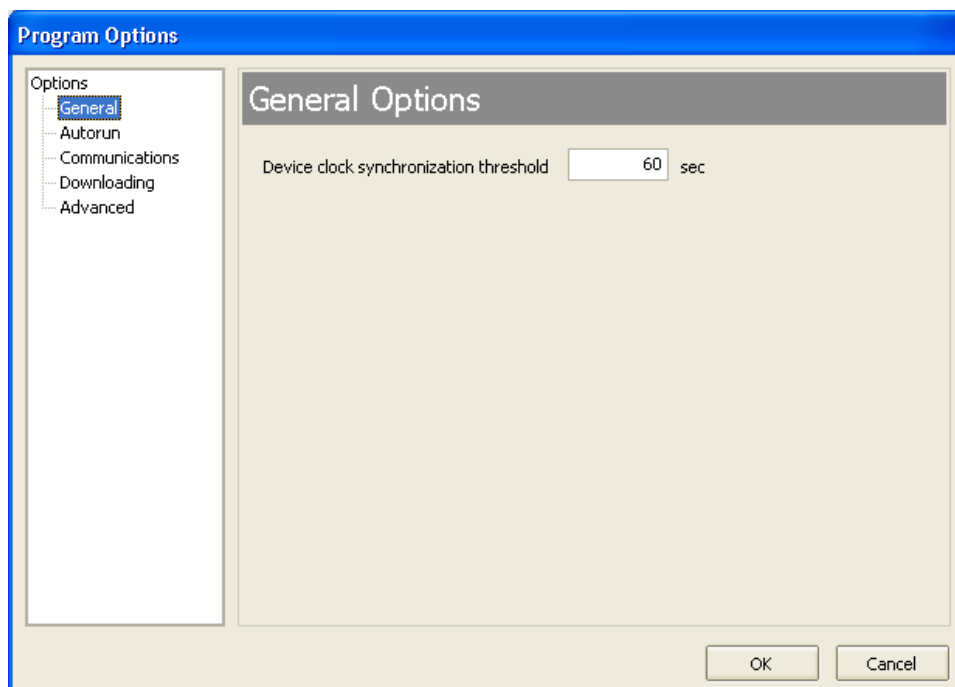 Program Options
Options
General
Autorun
Communications
Downloading
Advanced
General Options
Device clock synchronization threshold 60 sec
OK Cancel